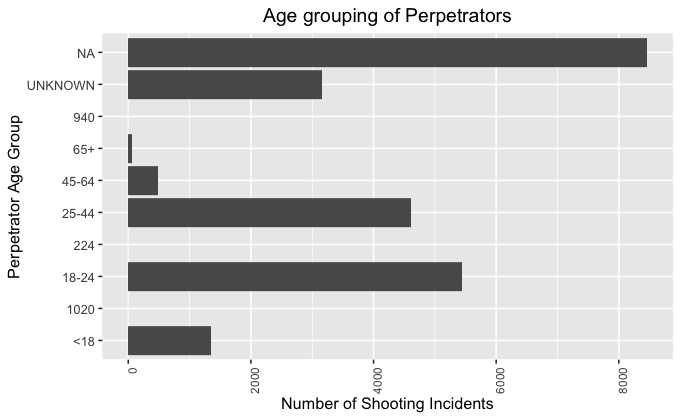 Age grouping of Perpetrators
Perpetrator Age Group
NA
UNKNOWN
940
65+
45-64
25-44
224
18-24
1020
<18
0
2000
4000
6000
8000
Number of Shooting Incidents